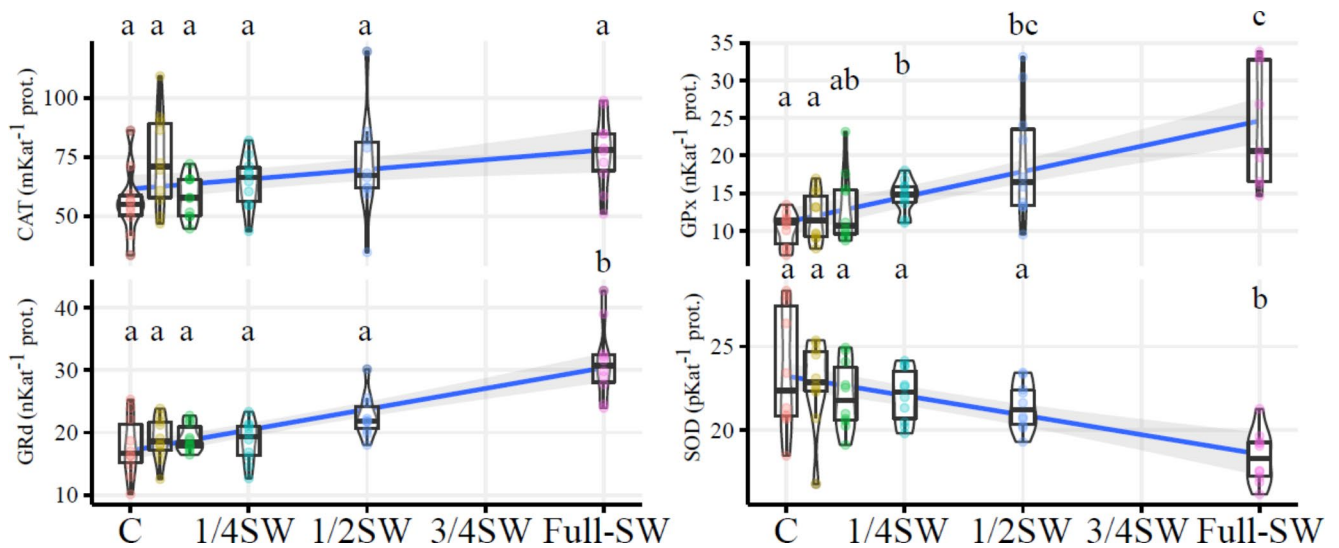 a a a a a a
CAT (mKat⁻¹ prot.)
100
75
50
bc c
a a ab b
GPx (nKat⁻¹ prot.)
35
30
25
20
15
10
a a a a a b
GRd (nKat⁻¹ prot.)
40
30
20
10
C 1/4SW 1/2SW 3/4SW Full-SW
a a a a a b
SOD (pKat⁻¹ prot.)
25
20
C 1/4SW 1/2SW 3/4SW Full-SW